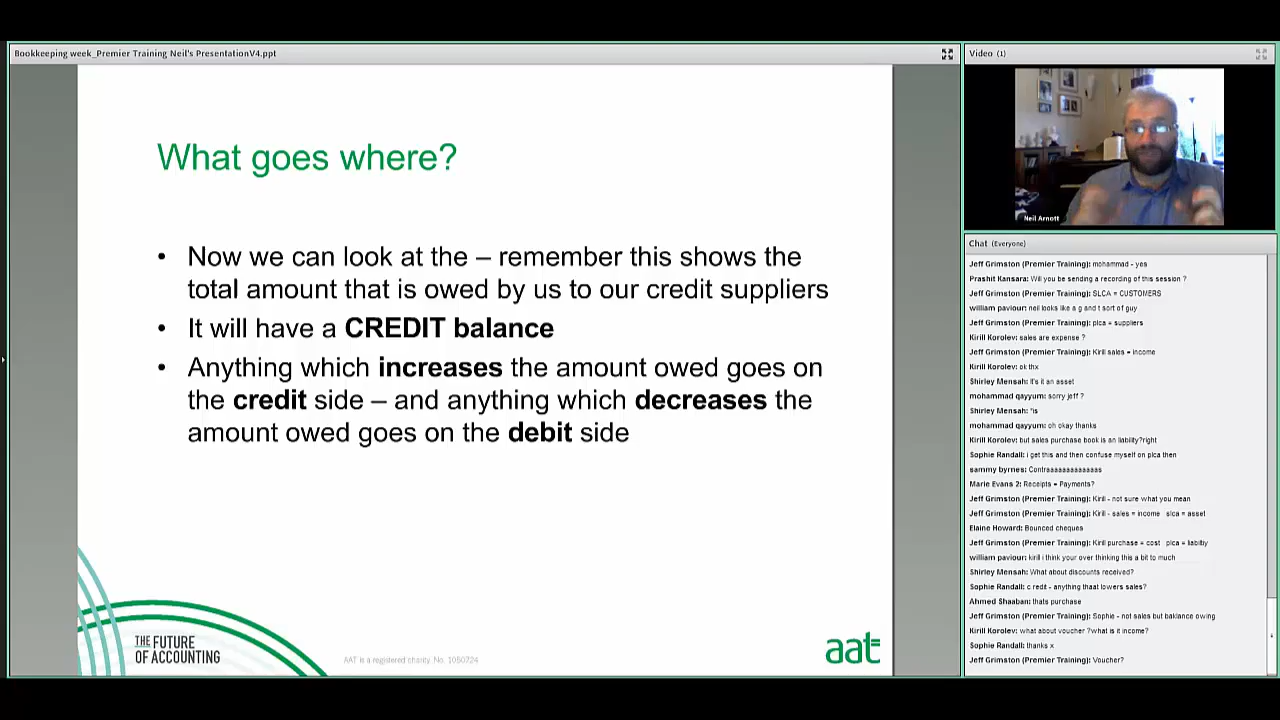 Bookkeeping week_Premier Training Neil's PresentationV4.ppt
What goes where?
• Now we can look at the – remember this shows the
total amount that is owed by us to our credit suppliers
• It will have a CREDIT balance
• Anything which increases the amount owed goes on
the credit side – and anything which decreases the
amount owed goes on the debit side
THE FUTURE
OF ACCOUNTING
AAT is a registered charity. No. 1050724
aat
Video (1)
Neil Arnott
Chat (Everyone)
Jeff Grimston (Premier Training): mohammad - yes
Prashit Kansara: Will you be sending a recording of this session ?
Jeff Grimston (Premier Training): SLCA = CUSTOMERS
william paviour: neil looks like a g and t sort of guy
Jeff Grimston (Premier Training): plca = suppliers
Kirill Korolev: sales are expense ?
Jeff Grimston (Premier Training): Kirill sales = income
Kirill Korolev: ok thx
Shirley Mensah: It's it an asset
mohammad qayyum: sorry jeff ?
Shirley Mensah: *is
mohammad qayyum: oh okay thanks
Kirill Korolev: but sales purchase book is an liability?right
Sophie Randall: i get this and then confuse myself on plca then
sammy byrnes: Contraaaaaaaaaaaaa
Marie Evans 2: Receipts = Payments?
Jeff Grimston (Premier Training): Kirill - not sure what you mean
Jeff Grimston (Premier Training): Kirill - sales = income slca = asset
Elaine Howard: Bounced cheques
Jeff Grimston (Premier Training): Kirill purchase = cost plca = liabiltiy
william paviour: kirill i think your over thinking this a bit to much
Shirley Mensah: What about discounts received?
Sophie Randall: c redit - anything thaat lowers sales?
Ahmed Shaaban: thats purchase
Jeff Grimston (Premier Training): Sophie - not sales but baklance owing
Kirill Korolev: what about voucher ?what is it income?
Sophie Randall: thanks x
Jeff Grimston (Premier Training): Voucher?